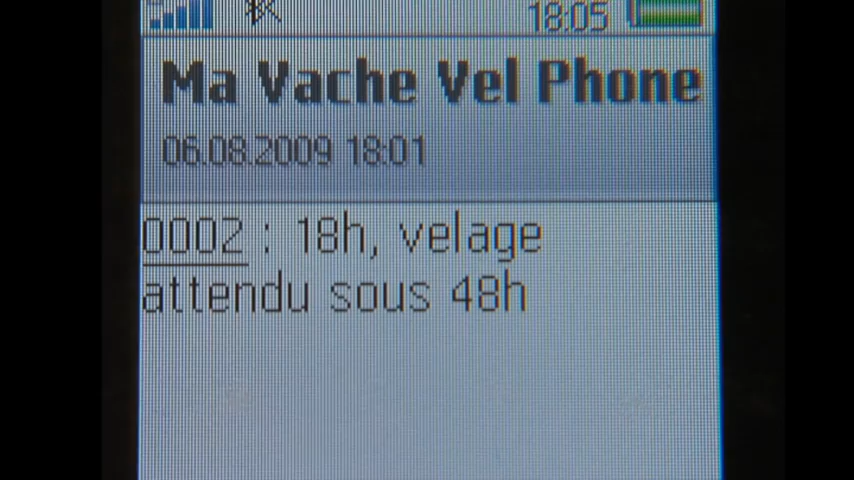 18:05
Ma Vache Vel Phone
06.08.2009 18:01
0002 : 18h, velage
attendu sous 48h